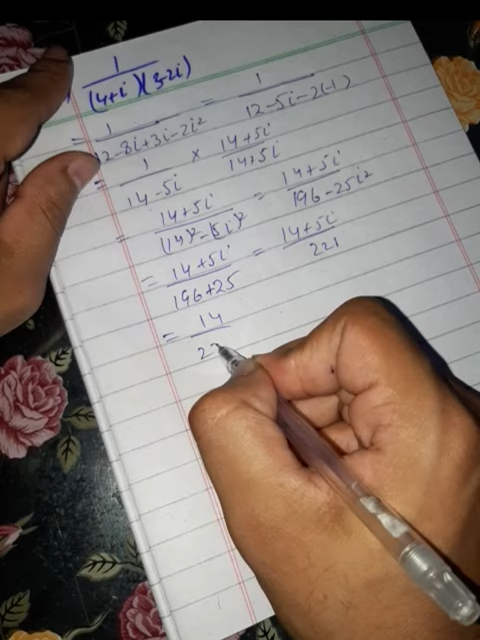 1/((4+i)(3-2i))
= 1/(12-8i+3i-2i²) = 1/(12-5i-2(-1))
= 1/(14-5i) × (14+5i)/(14+5i)
= (14+5i)/((14)²-(5i)²) = (14+5i)/(196-25i²)
= (14+5i)/(196+25) = (14+5i)/221
= 14/22